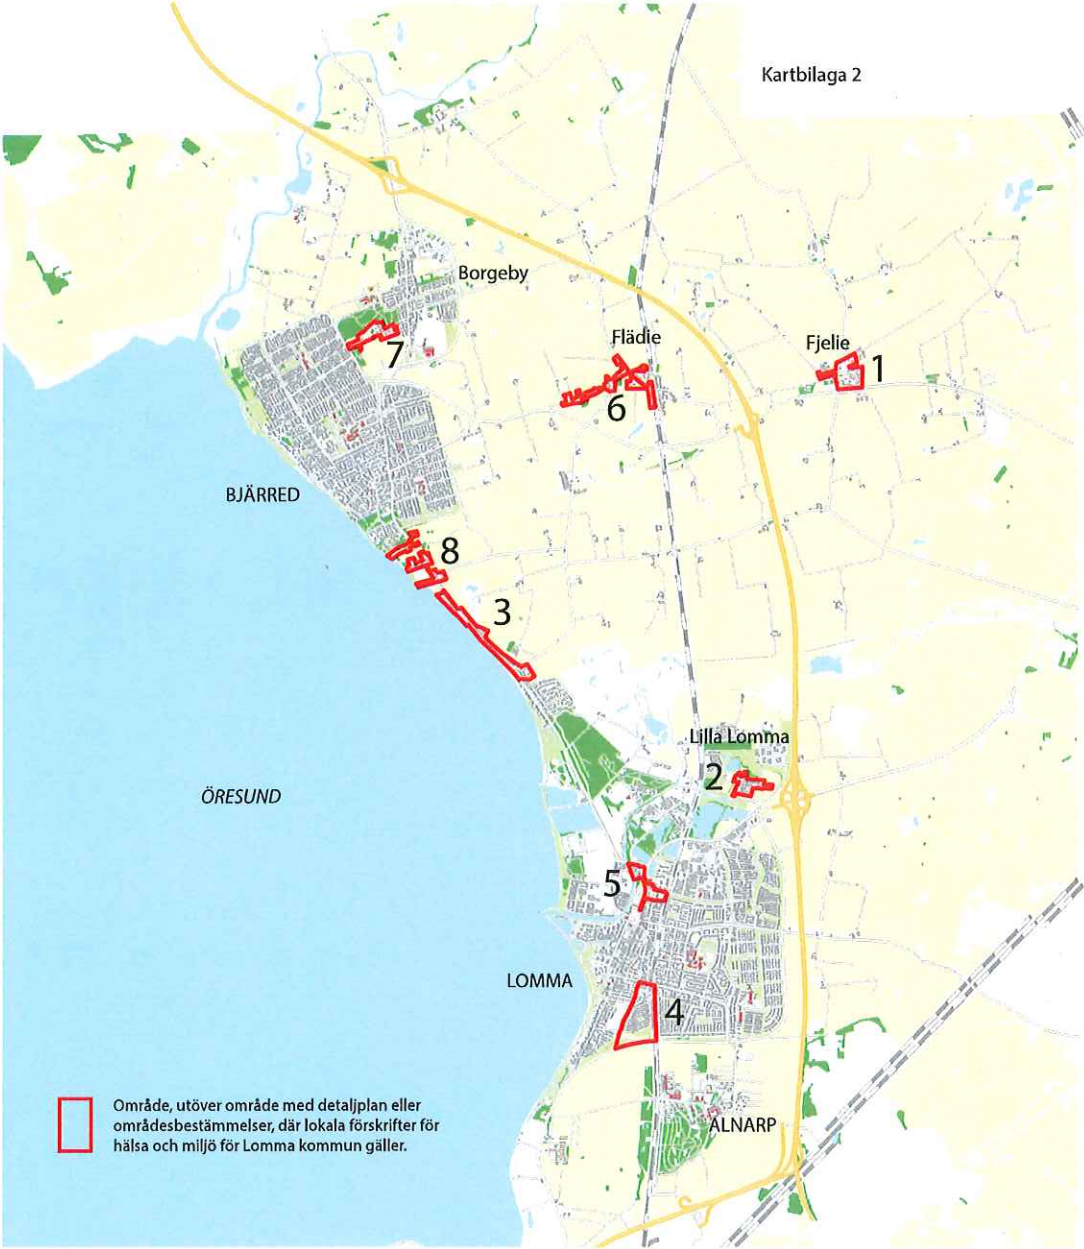 Kartbilaga 2
Borgeby
Flädie
Fjelie
1
7
6
BJÄRRED
8
3
Lilla Lomma
2
ÖRESUND
5
LOMMA
4
Område, utöver område med detaljplan eller
områdesbestämmelser, där lokala förskrifter för
hälsa och miljö för Lomma kommun gäller.
ALNARP